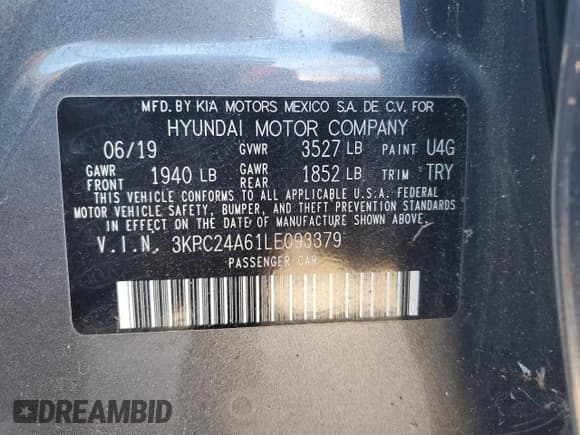 MFD. BY KIA MOTORS MEXICO S.A. DE C.V. FOR
HYUNDAI MOTOR COMPANY
06/19 GVWR 3527 LB PAINT U4G
GAWR FRONT 1940 LB GAWR REAR 1852 LB TRIM TRY
THIS VEHICLE CONFORMS TO ALL APPLICABLE U.S.A. FEDERAL
MOTOR VEHICLE SAFETY, BUMPER, AND THEFT PREVENTION STANDARDS
IN EFFECT ON THE DATE OF MANUFACTURE SHOWN ABOVE.
V.I.N. 3KPC24A61LE093379
PASSENGER CAR
DREAMBID